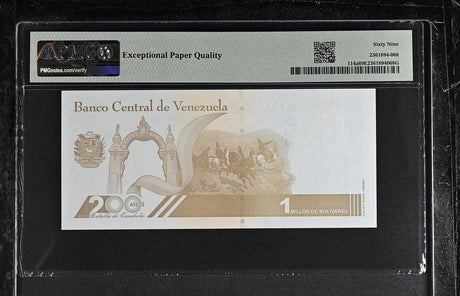 PMG
PMGnotes.com/verify
Exceptional Paper Quality
Sixty Nine
2361894-068
Banco Central de Venezuela
200 AÑOS
Batalla de Carabobo
1 MILLÓN DE BOLÍVARES